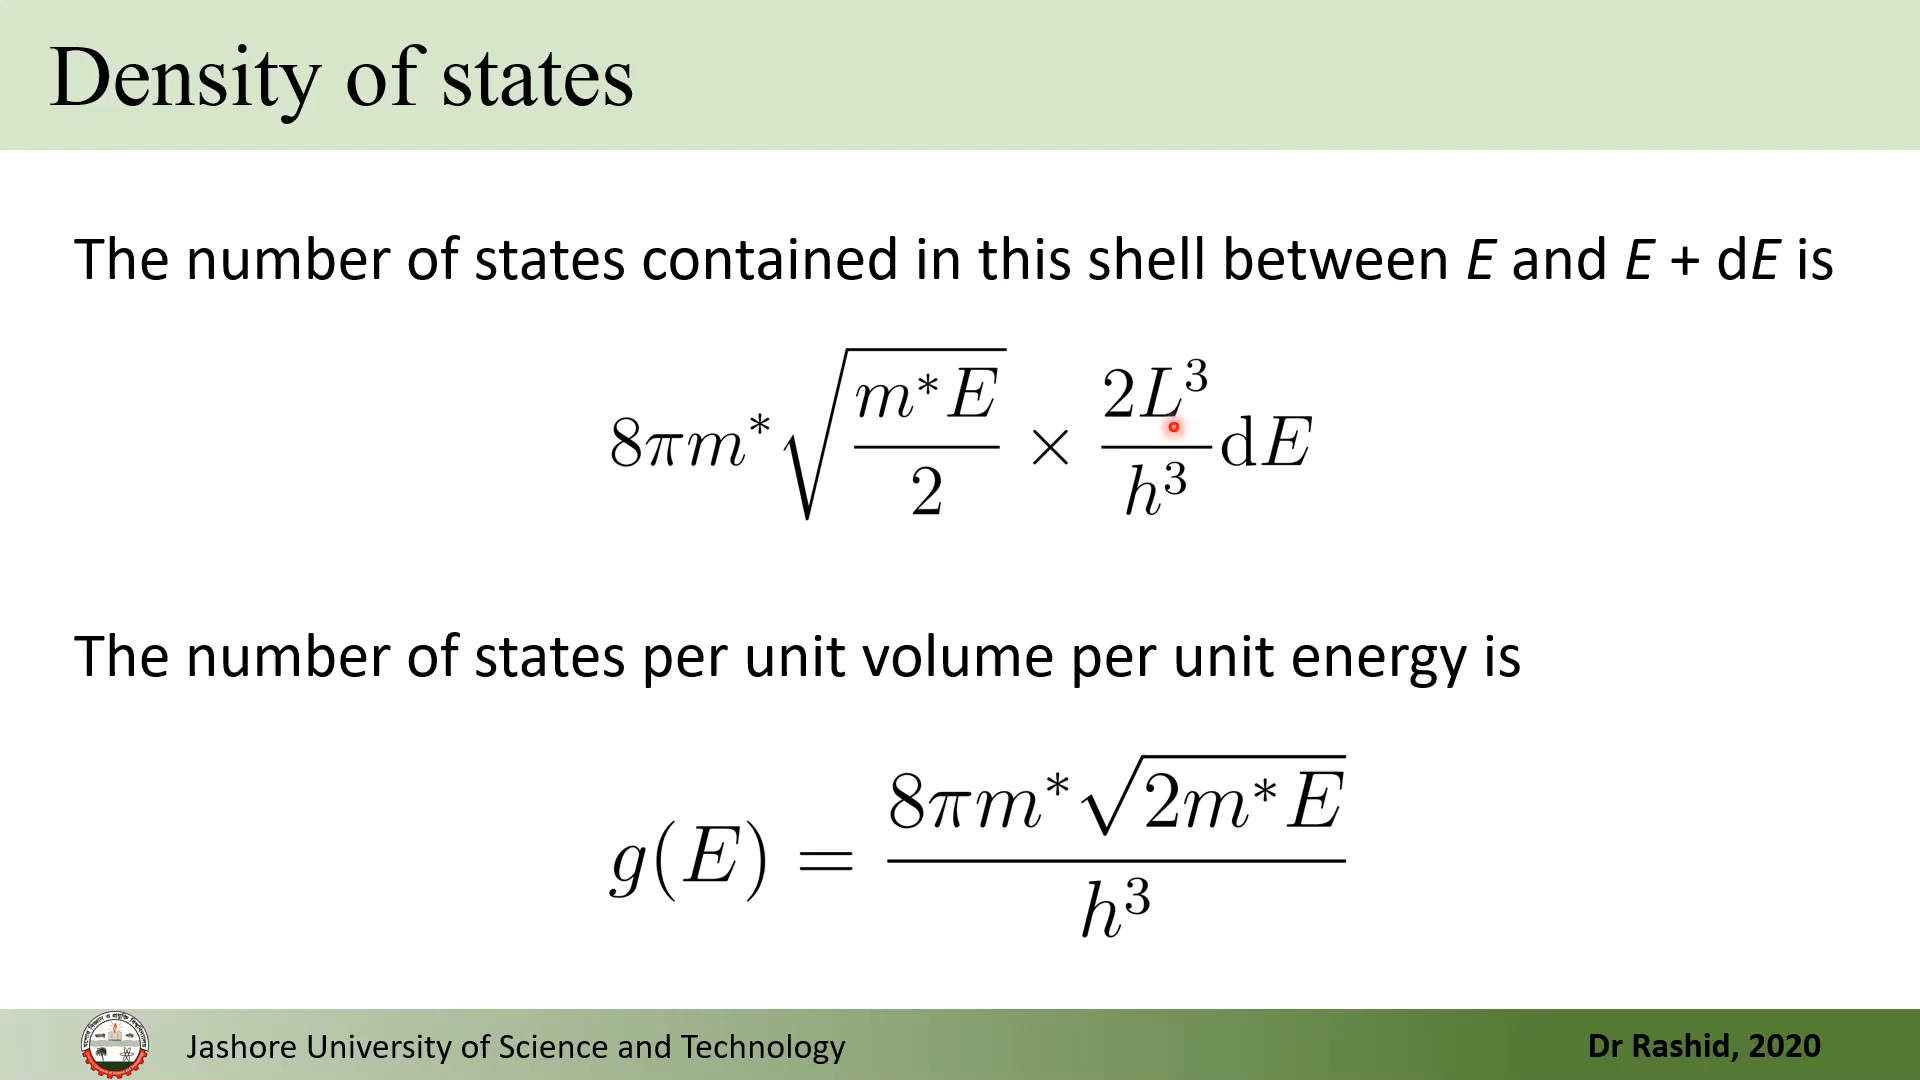 Density of states
The number of states contained in this shell between E and E + dE is
8πm*√(m*E/2) × 2L³/h³ dE
The number of states per unit volume per unit energy is
g(E) = 8πm*√(2m*E)/h³
Jashore University of Science and Technology
Dr Rashid, 2020